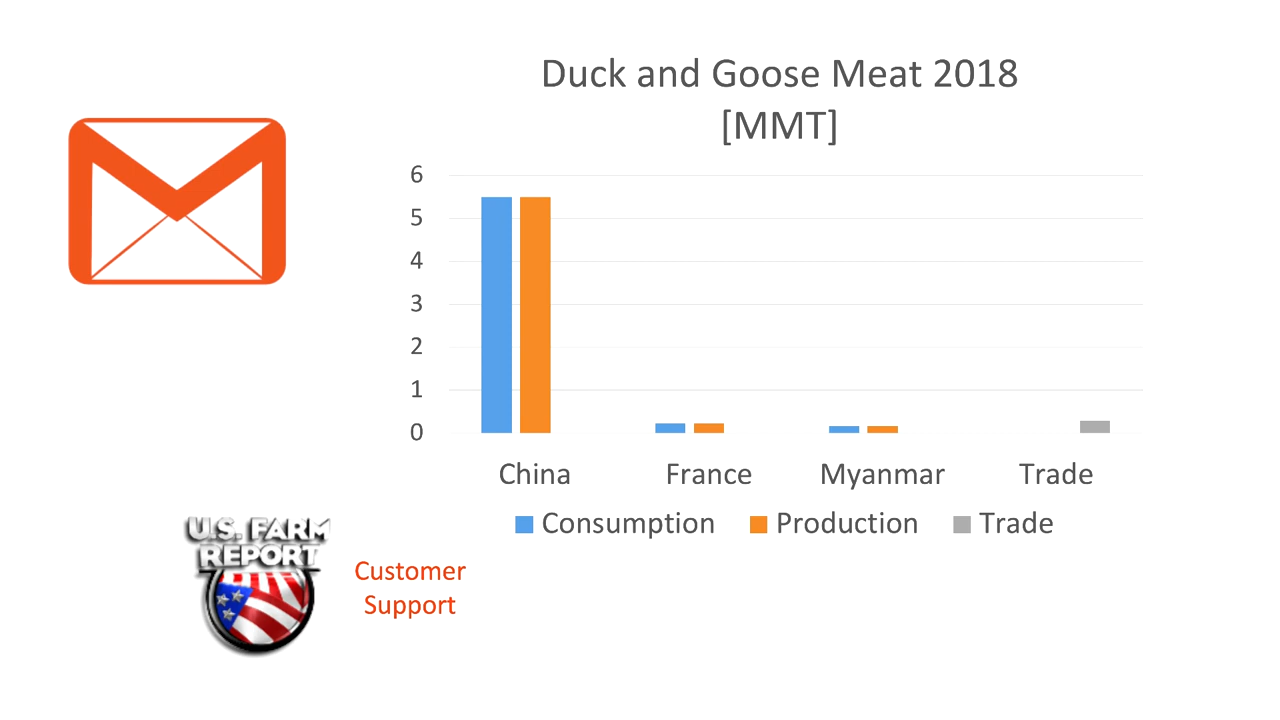 Duck and Goose Meat 2018
[MMT]
6
5
4
3
2
1
0
China France Myanmar Trade
Consumption Production Trade
U.S. FARM
REPORT
Customer
Support